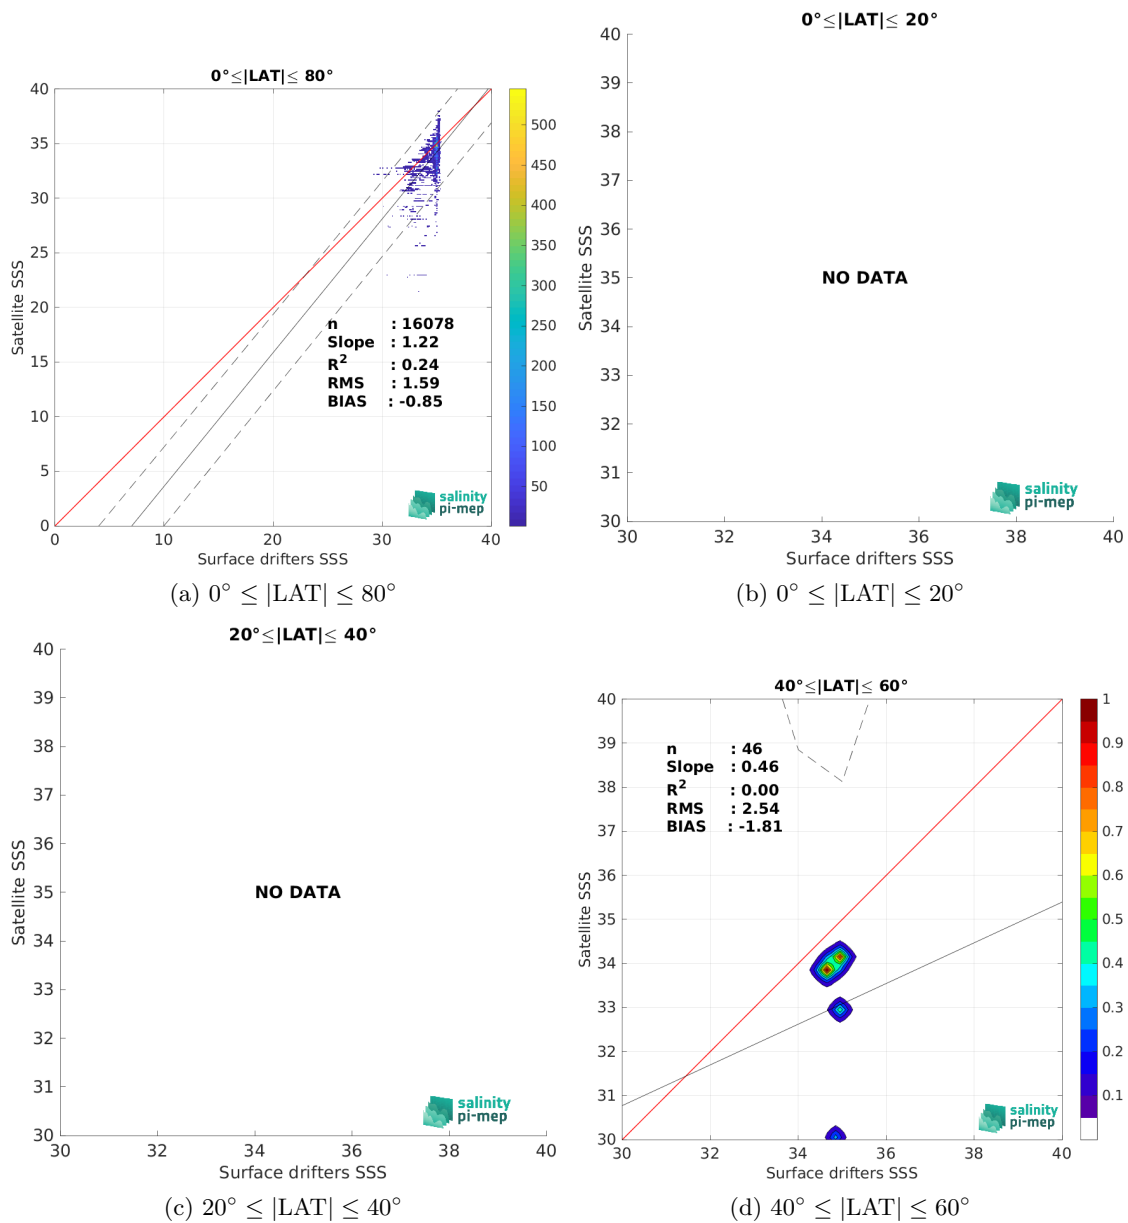 0°≤|LAT|≤ 80°
40
35
30
25
20
15
10
5
0
Satellite SSS
n : 16078
Slope : 1.22
R² : 0.24
RMS : 1.59
BIAS : -0.85
salinity
pi-mep
0 10 20 30 40
Surface drifters SSS
500
450
400
350
300
250
200
150
100
50
(a) 0° ≤ |LAT| ≤ 80°
0°≤|LAT|≤ 20°
40
39
38
37
36
35
34
33
32
31
30
Satellite SSS
NO DATA
salinity
pi-mep
30 32 34 36 38 40
Surface drifters SSS
(b) 0° ≤ |LAT| ≤ 20°
20°≤|LAT|≤ 40°
40
39
38
37
36
35
34
33
32
31
30
Satellite SSS
NO DATA
salinity
pi-mep
30 32 34 36 38 40
Surface drifters SSS
(c) 20° ≤ |LAT| ≤ 40°
40°≤|LAT|≤ 60°
40
39
38
37
36
35
34
33
32
31
30
Satellite SSS
n : 46
Slope : 0.46
R² : 0.00
RMS : 2.54
BIAS : -1.81
salinity
pi-mep
30 32 34 36 38 40
Surface drifters SSS
1
0.9
0.8
0.7
0.6
0.5
0.4
0.3
0.2
0.1
(d) 40° ≤ |LAT| ≤ 60°